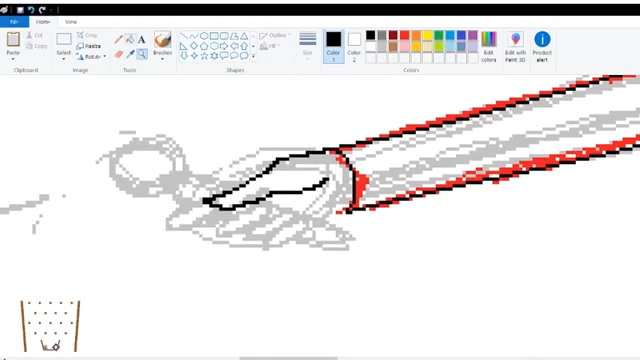 File Home View
Paste
Cut
Copy
Clipboard
Select
Crop
Resize
Rotate
Image
Tools
Brushes
Shapes
Outline
Fill
Size
Color
1
Color
2
Colors
Edit
colors
Edit with
Paint 3D
Product
alert